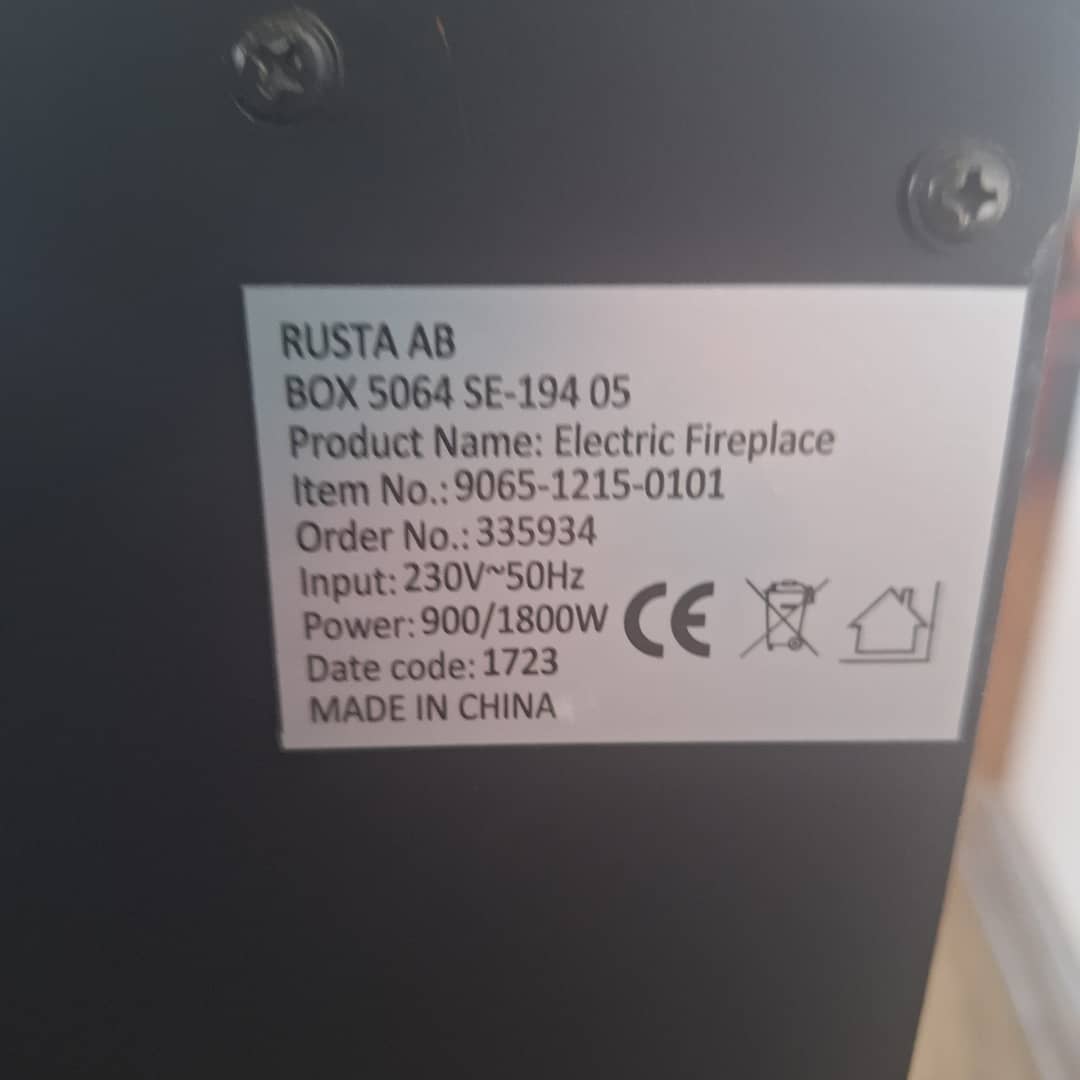 RUSTA AB
BOX 5064 SE-194 05
Product Name: Electric Fireplace
Item No.: 9065-1215-0101
Order No.: 335934
Input: 230V~50Hz
Power: 900/1800W
CE
Date code: 1723
MADE IN CHINA